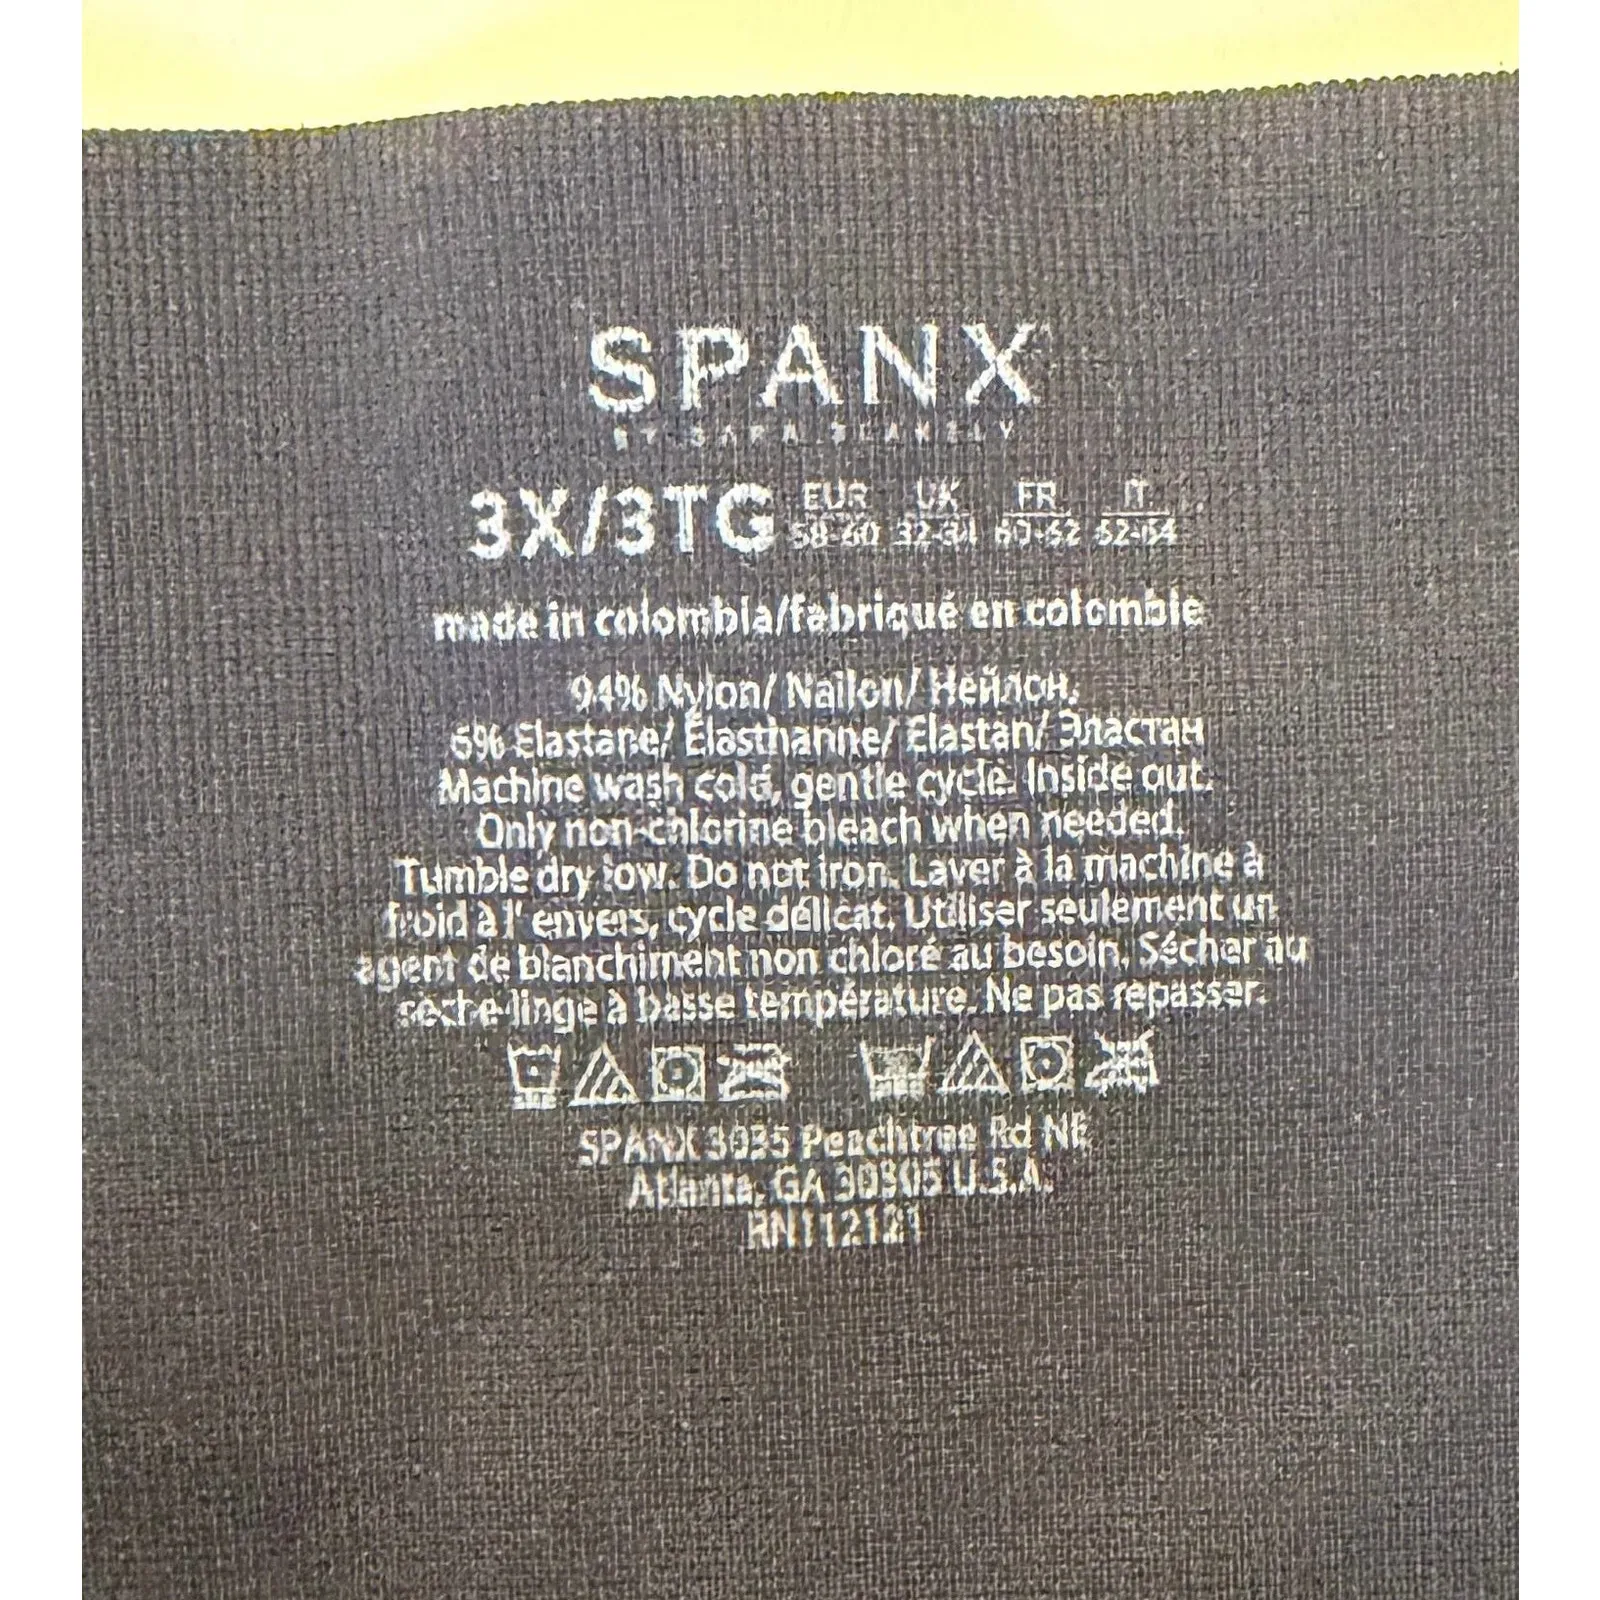 SPANX
BY SARA BLAKELY
3X/3TG EUR 58-60 UK 32-34 FR 60-62 IT 62-64
made in colombia/fabriqué en colombie
94% Nylon/ Naîlon/ Нейлон,
6% Elastane/ Élasthanne/ Elastan/ Эластан
Machine wash cold, gentle cycle. Inside out.
Only non-chlorine bleach when needed.
Tumble dry low. Do not iron. Laver à la machine à
froid à l' envers, cycle délicat. Utiliser seulement un
agent de blanchiment non chloré au besoin. Sécher au
sèche-linge à basse température. Ne pas repasser.
SPANX 3035 Peachtree Rd NE
Atlanta, GA 30305 U.S.A.
RN112121